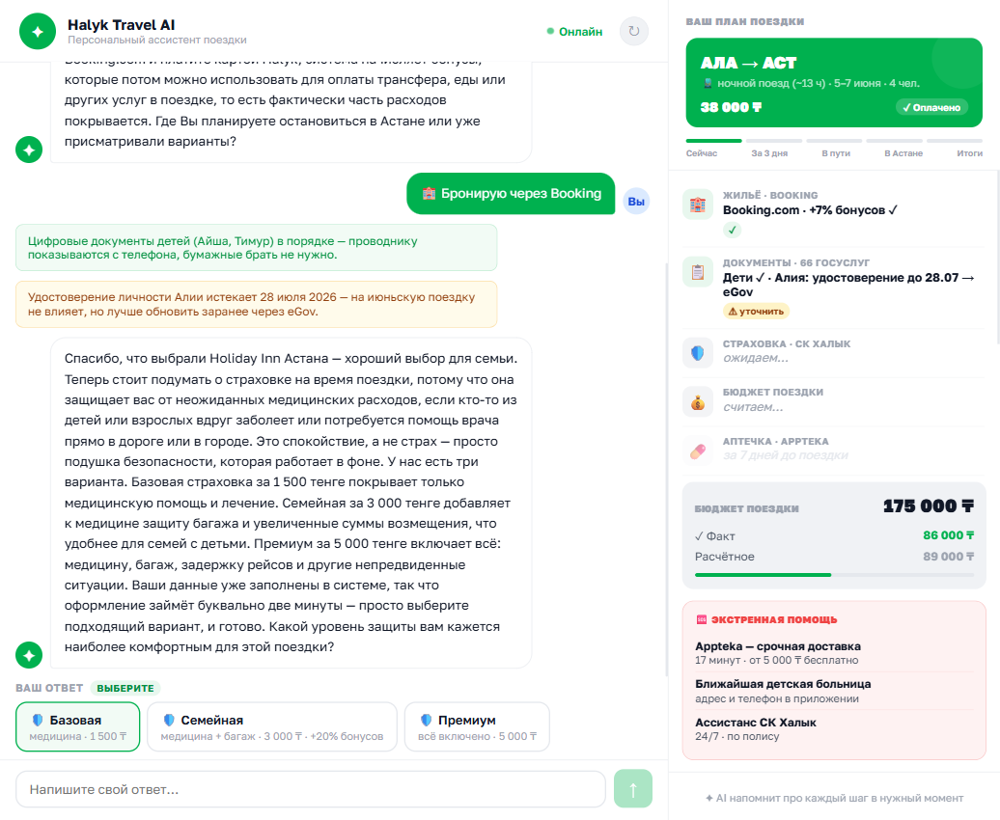 Halyk Travel AI
Персональный ассистент поездки
Онлайн
Booking.com и платите картой Halyk, система начисляет бонусы,
которые потом можно использовать для оплаты трансфера, еды или
других услуг в поездке, то есть фактически часть расходов
покрывается. Где Вы планируете остановиться в Астане или уже
присматривали варианты?
Бронирую через Booking
Вы
Цифровые документы детей (Айша, Тимур) в порядке — проводнику
показываются с телефона, бумажные брать не нужно.
Удостоверение личности Алии истекает 28 июля 2026 — на июньскую поездку
не влияет, но лучше обновить заранее через eGov.
Спасибо, что выбрали Holiday Inn Астана — хороший выбор для семьи.
Теперь стоит подумать о страховке на время поездки, потому что она
защищает вас от неожиданных медицинских расходов, если кто-то из
детей или взрослых вдруг заболеет или потребуется помощь врача
прямо в дороге или в городе. Это спокойствие, а не страх — просто
подушка безопасности, которая работает в фоне. У нас есть три
варианта. Базовая страховка за 1 500 тенге покрывает только
медицинскую помощь и лечение. Семейная за 3 000 тенге добавляет
к медицине защиту багажа и увеличенные суммы возмещения, что
удобнее для семей с детьми. Премиум за 5 000 тенге включает всё:
медицину, багаж, задержку рейсов и другие непредвиденные
ситуации. Ваши данные уже заполнены в системе, так что
оформление займёт буквально две минуты — просто выберите
подходящий вариант, и готово. Какой уровень защиты вам кажется
наиболее комфортным для этой поездки?
ВАШ ОТВЕТ ВЫБЕРИТЕ
Базовая
медицина · 1 500 ₸
Семейная
медицина + багаж · 3 000 ₸ · +20% бонусов
Премиум
всё включено · 5 000 ₸
Напишите свой ответ...
ВАШ ПЛАН ПОЕЗДКИ
АЛА → АСТ
ночной поезд (~13 ч) · 5–7 июня · 4 чел.
38 000 ₸
✓ Оплачено
Сейчас
За 3 дня
В пути
В Астане
Итоги
ЖИЛЬЁ · BOOKING
Booking.com · +7% бонусов ✓
✓
ДОКУМЕНТЫ · 66 ГОСУСЛУГ
Дети ✓ · Алия: удостоверение до 28.07 →
eGov
⚠ уточнить
СТРАХОВКА · СК ХАЛЫК
ожидаем...
БЮДЖЕТ ПОЕЗДКИ
считаем...
АПТЕЧКА · APPTEKA
за 7 дней до поездки
БЮДЖЕТ ПОЕЗДКИ
175 000 ₸
✓ Факт
86 000 ₸
Расчётное
89 000 ₸
SOS ЭКСТРЕННАЯ ПОМОЩЬ
Appteka — срочная доставка
17 минут · от 5 000 ₸ бесплатно
Ближайшая детская больница
адрес и телефон в приложении
Ассистанс СК Халык
24/7 · по полису
✦ AI напомнит про каждый шаг в нужный момент